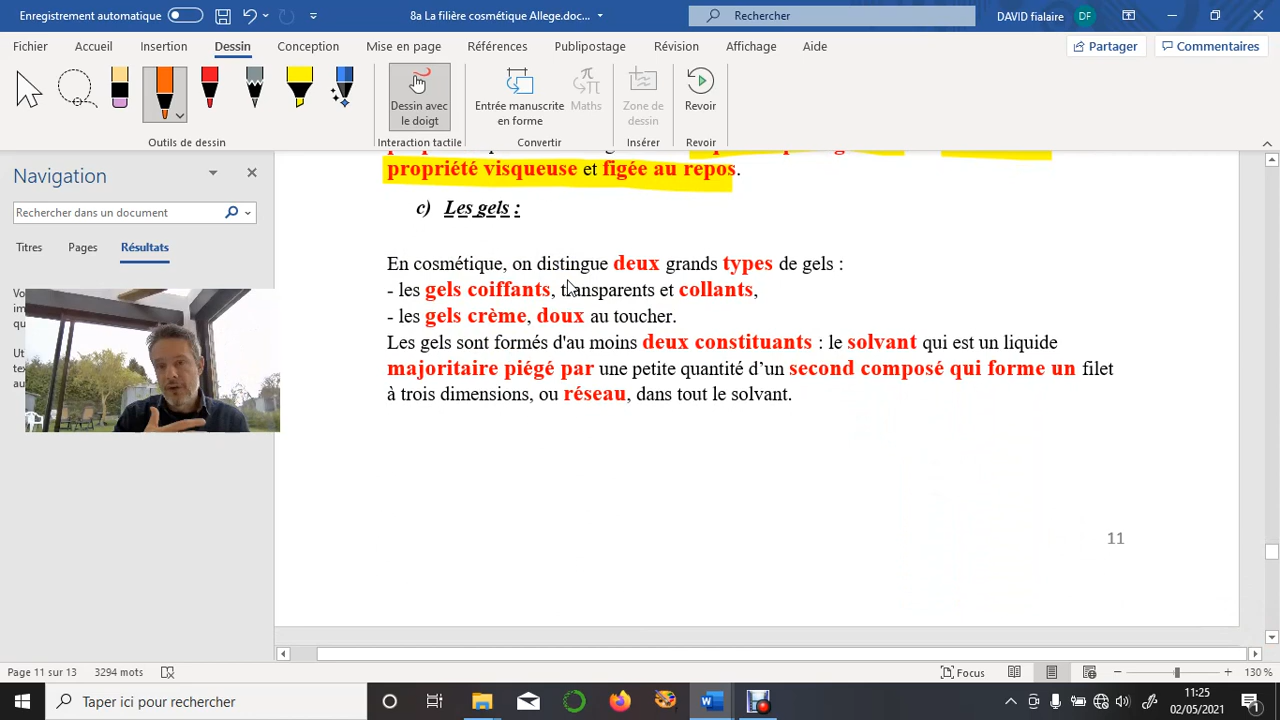 Enregistrement automatique
8a La filière cosmétique Allege.doc...
Rechercher
DAVID fialaire
DF
Fichier
Accueil
Insertion
Dessin
Conception
Mise en page
Références
Publipostage
Révision
Affichage
Aide
Partager
Commentaires
Dessin avec
le doigt
Entrée manuscrite
en forme
Maths
Zone de
dessin
Revoir
Outils de dessin
Interaction tactile
Convertir
Insérer
Revoir
Navigation
Rechercher dans un document
Titres
Pages
Résultats
propriété visqueuse et figée au repos.
c) Les gels :
En cosmétique, on distingue deux grands types de gels :
- les gels coiffants, transparents et collants,
- les gels crème, doux au toucher.
Les gels sont formés d'au moins deux constituants : le solvant qui est un liquide
majoritaire piégé par une petite quantité d’un second composé qui forme un filet
à trois dimensions, ou réseau, dans tout le solvant.
11
Page 11 sur 13
3294 mots
Focus
130 %
Taper ici pour rechercher
11:25
02/05/2021
1